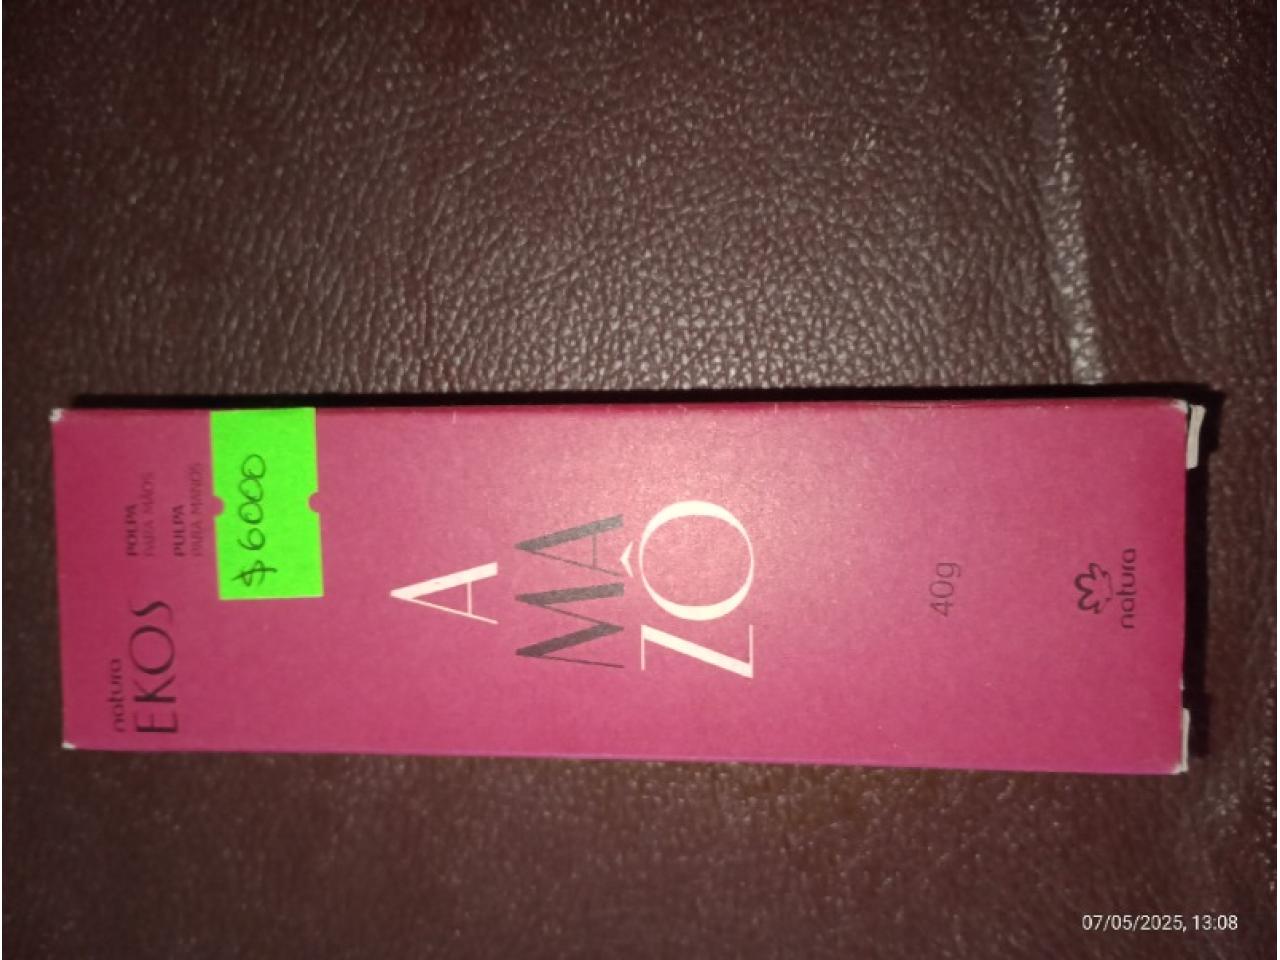 natura
EKOS
POLPA
PARA MÃOS
PULPA
PARA MANOS
$6000
A
MA
ZÔ
40g
natura
07/05/2025, 13:08